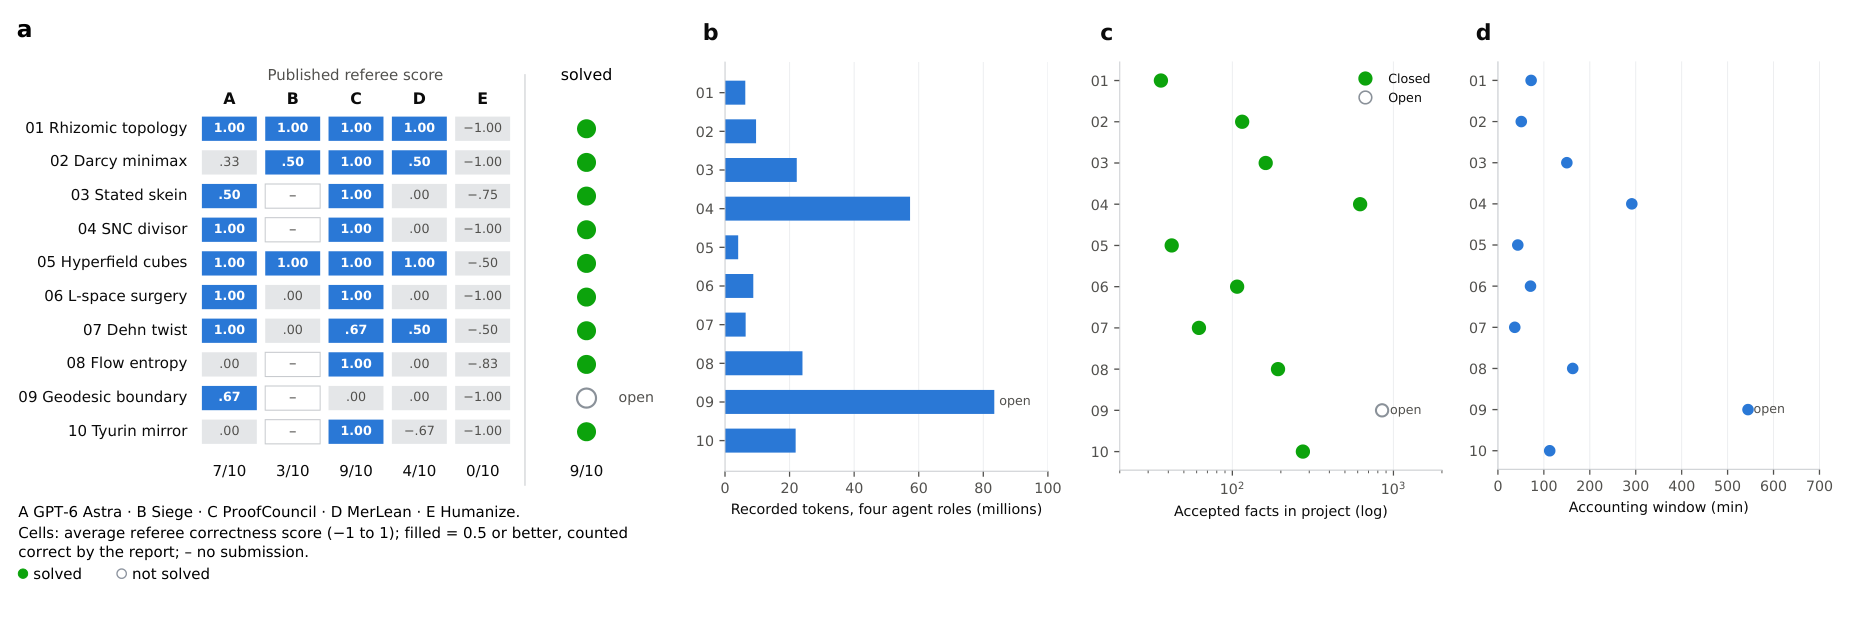 a
Published referee score
solved
A B C D E
01 Rhizomic topology 1.00 1.00 1.00 1.00 −1.00
02 Darcy minimax .33 .50 1.00 .50 −1.00
03 Stated skein .50 – 1.00 .00 −.75
04 SNC divisor 1.00 – 1.00 .00 −1.00
05 Hyperfield cubes 1.00 1.00 1.00 1.00 −.50
06 L-space surgery 1.00 .00 1.00 .00 −1.00
07 Dehn twist 1.00 .00 .67 .50 −.50
08 Flow entropy .00 – 1.00 .00 −.83
09 Geodesic boundary .67 – .00 .00 −1.00 open
10 Tyurin mirror .00 – 1.00 −.67 −1.00
7/10 3/10 9/10 4/10 0/10 9/10
A GPT-6 Astra · B Siege · C ProofCouncil · D MerLean · E Humanize.
Cells: average referee correctness score (−1 to 1); filled = 0.5 or better, counted
correct by the report; – no submission.
solved not solved
b
01
02
03
04
05
06
07
08
09 open
10
0 20 40 60 80 100
Recorded tokens, four agent roles (millions)
c
Closed
Open
01
02
03
04
05
06
07
08
09 open
10
10² 10³
Accepted facts in project (log)
d
01
02
03
04
05
06
07
08
09 open
10
0 100 200 300 400 500 600 700
Accounting window (min)